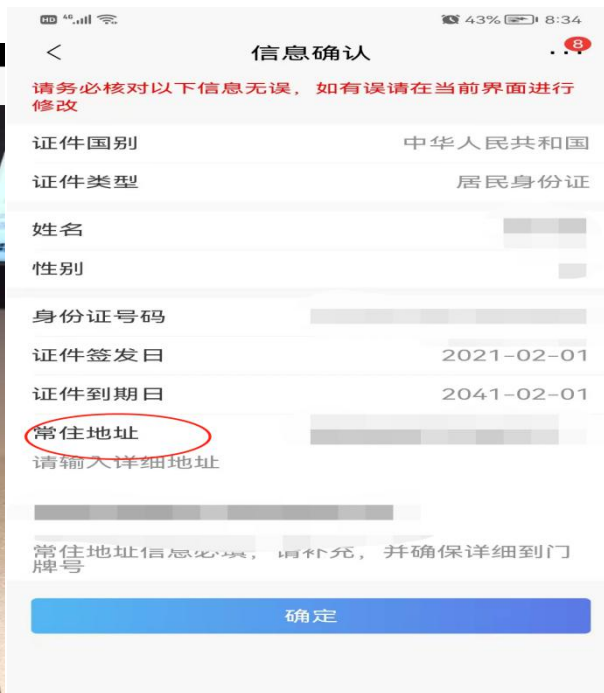 HD 4G 43% 8:34
< 信息确认 8
请务必核对以下信息无误，如有误请在当前界面进行
修改
证件国别 中华人民共和国
证件类型 居民身份证
姓名
性别
身份证号码
证件签发日 2021-02-01
证件到期日 2041-02-01
常住地址
请输入详细地址
常住地址信息必填，请补充，并确保详细到门
牌号
确定